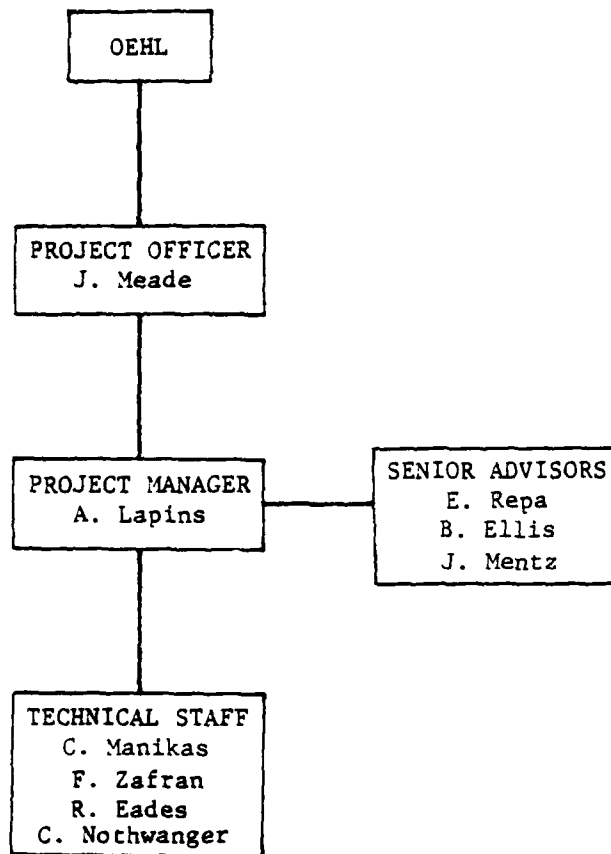 OEHL
PROJECT OFFICER
J. Meade
PROJECT MANAGER
A. Lapins
SENIOR ADVISORS
E. Repa
B. Ellis
J. Mentz
TECHNICAL STAFF
C. Manikas
F. Zafran
R. Eades
C. Nothwanger